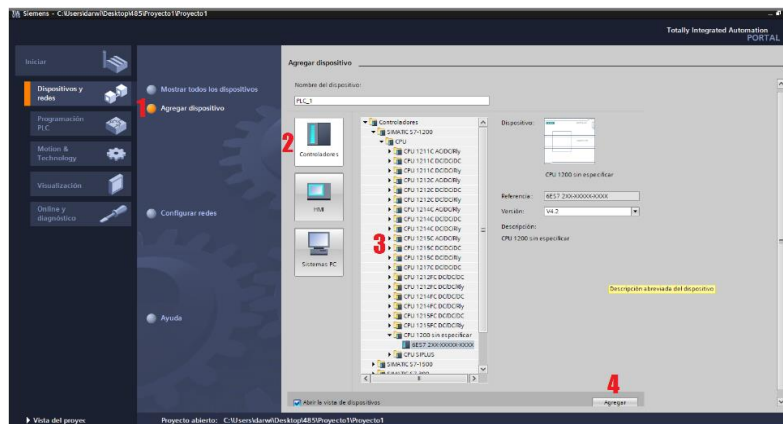 Siemens - C:\Users\darwi\Desktop\485\Proyecto1\Proyecto1
Totally Integrated Automation
PORTAL
Iniciar
Dispositivos y
redes
Programación
PLC
Motion &
Technology
Visualización
Online y
diagnóstico
Vista del proyec
1
Mostrar todos los dispositivos
Agregar dispositivo
Configurar redes
Ayuda
Agregar dispositivo
Nombre del dispositivo:
PLC_1
2
Controladores
HMI
Sistemas PC
3
Controladores
SIMATIC S7-1200
CPU
CPU 1211C AC/DC/Rly
CPU 1211C DC/DC/DC
CPU 1211C DC/DC/Rly
CPU 1212C AC/DC/Rly
CPU 1212C DC/DC/DC
CPU 1212C DC/DC/Rly
CPU 1214C AC/DC/Rly
CPU 1214C DC/DC/DC
CPU 1214C DC/DC/Rly
CPU 1215C AC/DC/Rly
CPU 1215C DC/DC/DC
CPU 1215C DC/DC/Rly
CPU 1217C DC/DC/DC
CPU 1212FC DC/DC/DC
CPU 1212FC DC/DC/Rly
CPU 1214FC DC/DC/DC
CPU 1214FC DC/DC/Rly
CPU 1215FC DC/DC/DC
CPU 1215FC DC/DC/Rly
CPU 1200 sin especificar
6ES7 2XX-XXXXX-XXXX
CPU SIPLUS
SIMATIC S7-1500
Dispositivo:
CPU 1200 sin especificar
Referencia: 6ES7 2XX-XXXXX-XXXX
Versión: V4.2
Descripción:
CPU 1200 sin especificar
Descripción abreviada del dispositivo
4
Abrir la vista de dispositivos
Agregar
Proyecto abierto: C:\Users\darwi\Desktop\485\Proyecto1\Proyecto1